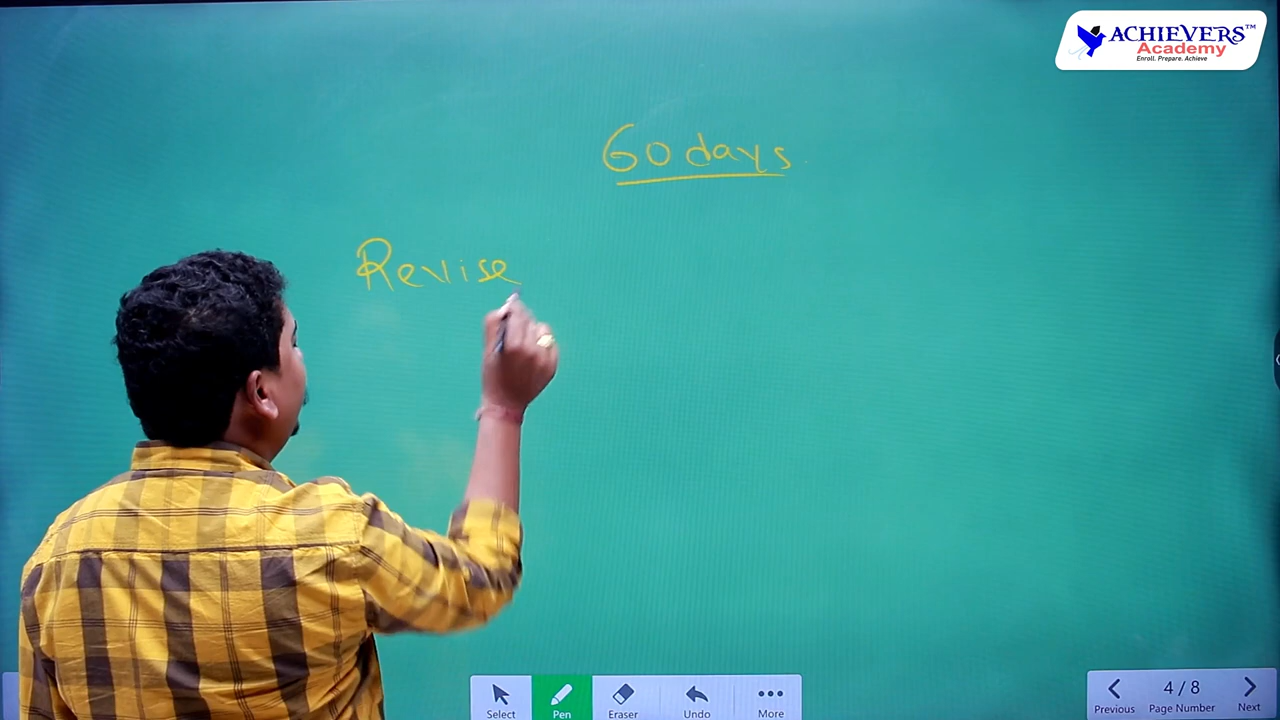 ACHIEVERS™
Academy
Enroll. Prepare. Achieve
60 days
Revise
Select Pen Eraser Undo More
4 / 8
Previous Page Number Next